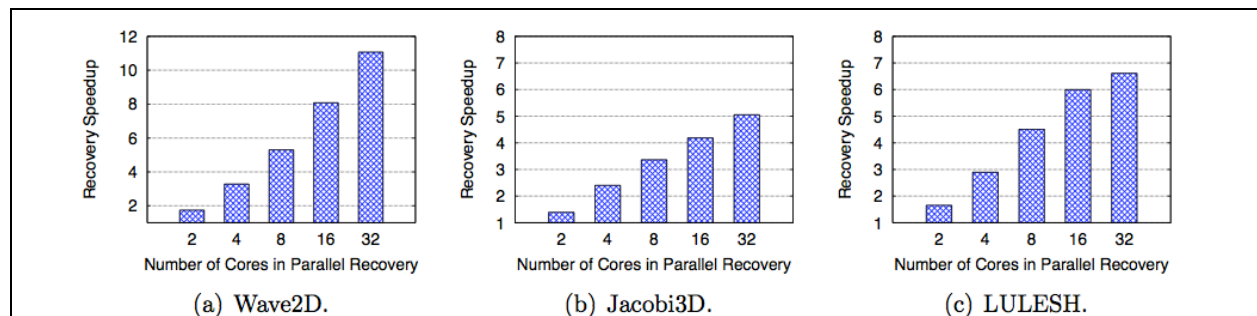 Recovery Speedup
12
10
8
6
4
2
2 4 8 16 32
Number of Cores in Parallel Recovery
(a) Wave2D.
Recovery Speedup
8
7
6
5
4
3
2
1
2 4 8 16 32
Number of Cores in Parallel Recovery
(b) Jacobi3D.
Recovery Speedup
8
7
6
5
4
3
2
1
2 4 8 16 32
Number of Cores in Parallel Recovery
(c) LULESH.